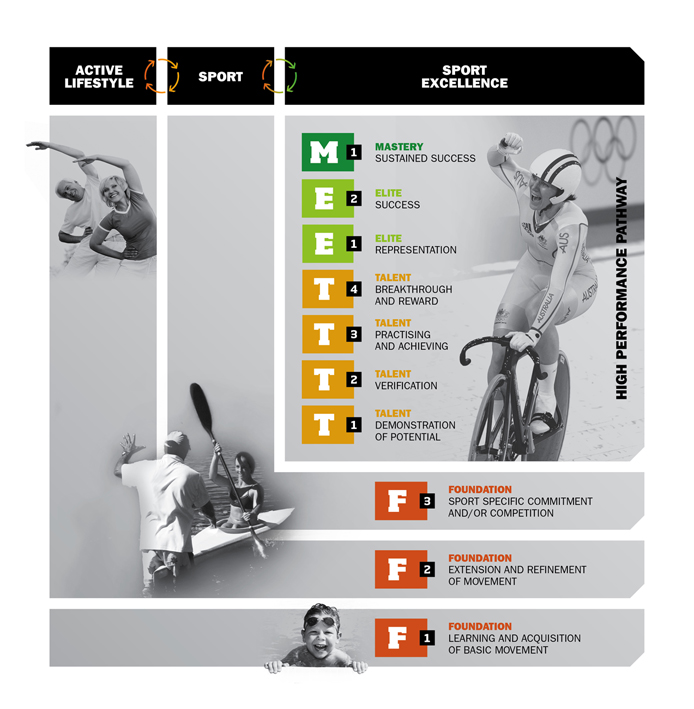 ACTIVE
LIFESTYLE
SPORT
SPORT
EXCELLENCE
M 1
MASTERY
SUSTAINED SUCCESS
E 2
ELITE
SUCCESS
E 1
ELITE
REPRESENTATION
T 4
TALENT
BREAKTHROUGH
AND REWARD
T 3
TALENT
PRACTISING
AND ACHIEVING
T 2
TALENT
VERIFICATION
T 1
TALENT
DEMONSTRATION
OF POTENTIAL
HIGH PERFORMANCE PATHWAY
AUS
AUSTRALIA
F 3
FOUNDATION
SPORT SPECIFIC COMMITMENT
AND/OR COMPETITION
F 2
FOUNDATION
EXTENSION AND REFINEMENT
OF MOVEMENT
F 1
FOUNDATION
LEARNING AND ACQUISITION
OF BASIC MOVEMENT